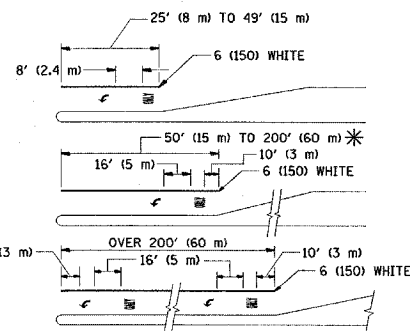 25' (8 m) TO 49' (15 m)
6 (150) WHITE
8' (2.4 m)
50' (15 m) TO 200' (60 m) *
16' (5 m)
10' (3 m)
6 (150) WHITE
OVER 200' (60 m)
(3 m)
16' (5 m)
10' (3 m)
6 (150) WHITE